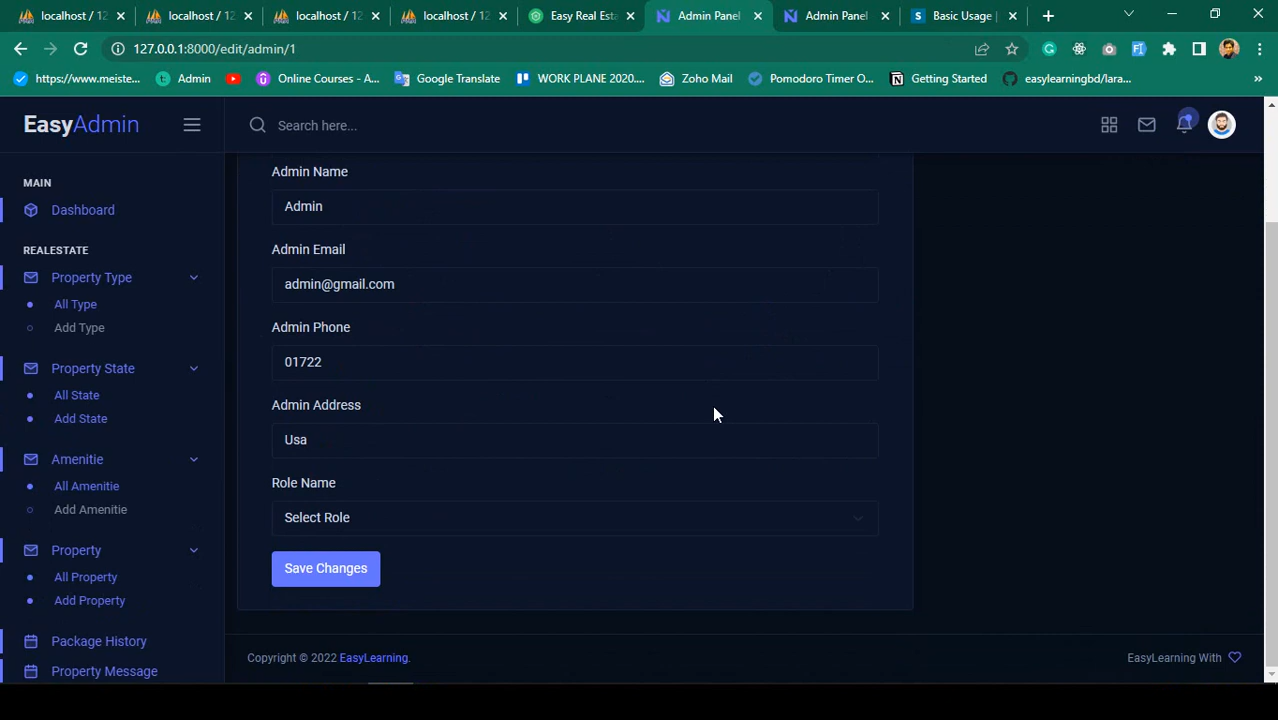 localhost / 12
localhost / 12
localhost / 12
localhost / 12
Easy Real Est
Admin Panel
Admin Panel
Basic Usage |
127.0.0.1:8000/edit/admin/1
https://www.meiste...
Admin
Online Courses - A...
Google Translate
WORK PLANE 2020....
Zoho Mail
Pomodoro Timer O...
Getting Started
easylearningbd/lara...
EasyAdmin
Search here...
MAIN
Dashboard
REALESTATE
Property Type
All Type
Add Type
Property State
All State
Add State
Amenitie
All Amenitie
Add Amenitie
Property
All Property
Add Property
Package History
Property Message
Admin Name
Admin
Admin Email
admin@gmail.com
Admin Phone
01722
Admin Address
Usa
Role Name
Select Role
Save Changes
Copyright © 2022 EasyLearning.
EasyLearning With